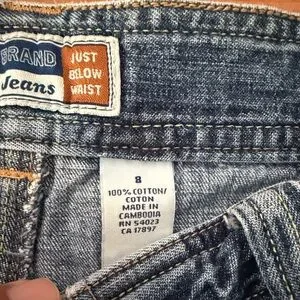 BRAND
Jeans
JUST
BELOW
WAIST
8
100% COTTON/
COTON
MADE IN
CAMBODIA
RN 54023
CA 17897